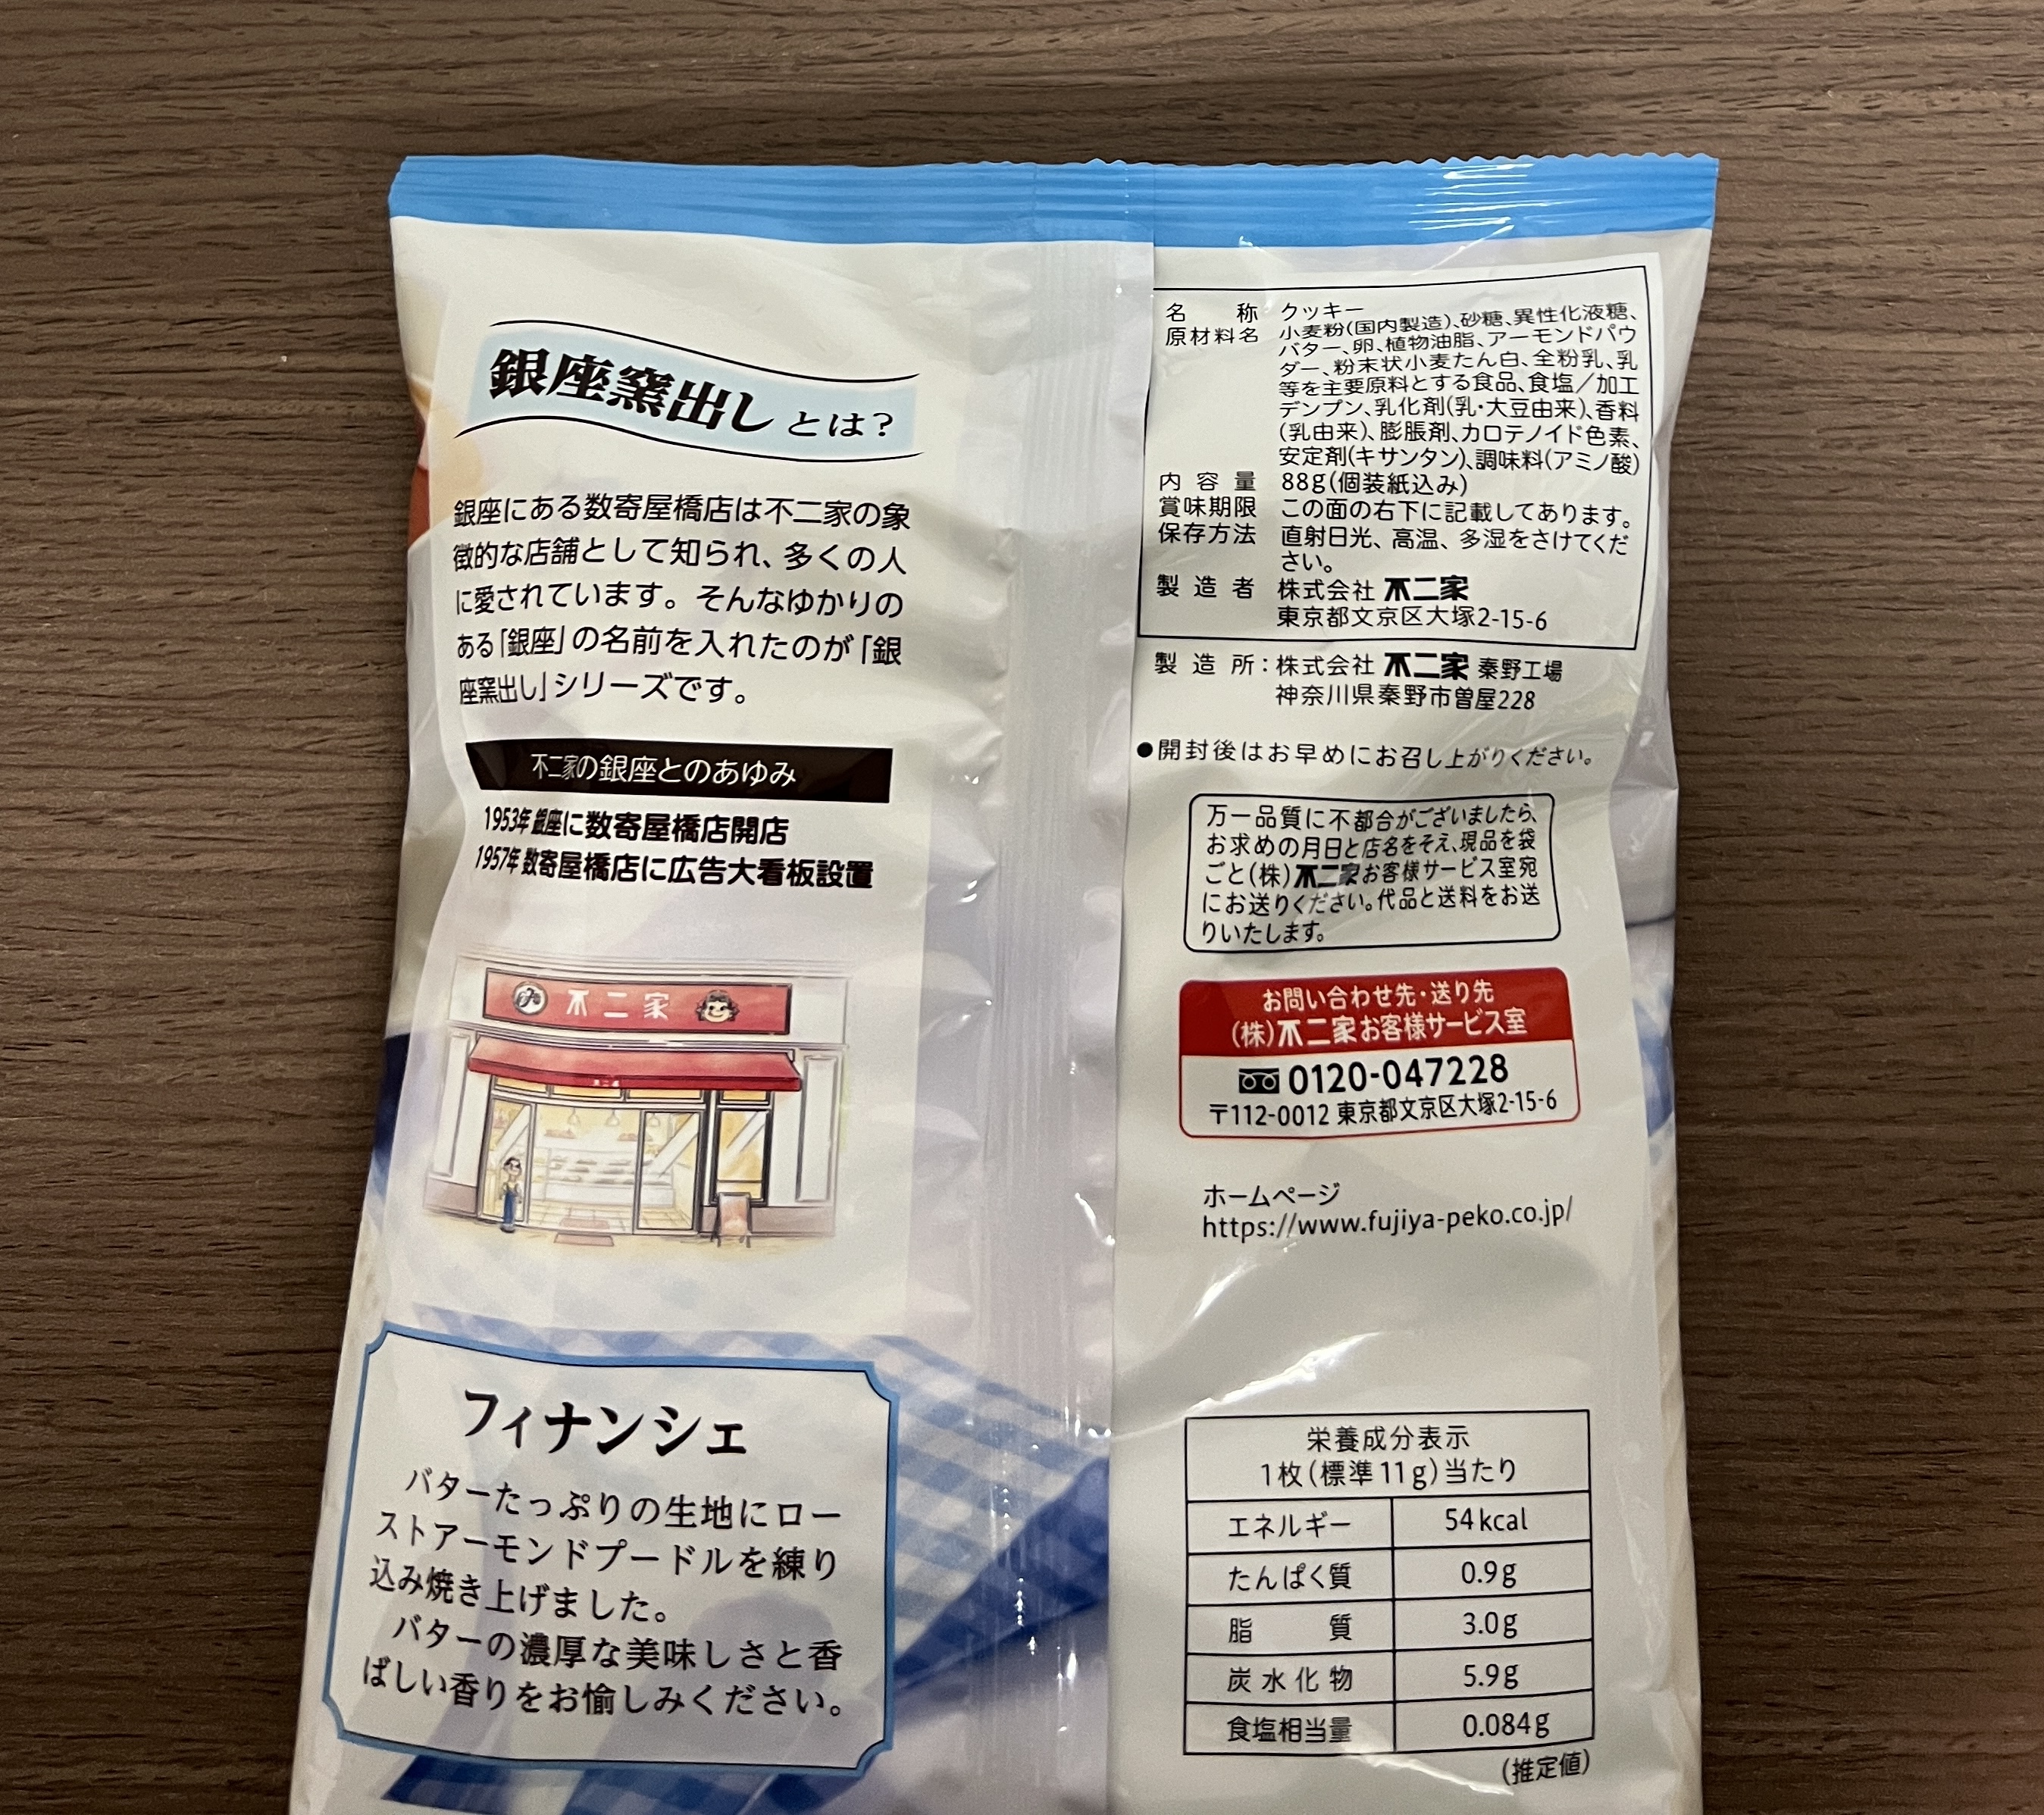 銀座窯出しとは?
銀座にある数寄屋橋店は不二家の象
徴的な店舗として知られ、多くの人
に愛されています。そんなゆかりの
ある「銀座」の名前を入れたのが「銀
座窯出し」シリーズです。
不二家の銀座とのあゆみ
1953年 銀座に数寄屋橋店開店
1957年 数寄屋橋店に広告大看板設置
不二家
不二家
フィナンシェ
バターたっぷりの生地にロー
ストアーモンドプードルを練り
込み焼き上げました。
バターの濃厚な美味しさと香
ばしい香りをお愉しみください。
名称 クッキー
原材料名 小麦粉(国内製造)、砂糖、異性化液糖、
バター、卵、植物油脂、アーモンドパウ
ダー、粉末状小麦たん白、全粉乳、乳
等を主要原料とする食品、食塩/加工
デンプン、乳化剤(乳・大豆由来)、香料
(乳由来)、膨脹剤、カロテノイド色素、
安定剤(キサンタン)、調味料(アミノ酸)
内容量 88g(個装紙込み)
賞味期限 この面の右下に記載してあります。
保存方法 直射日光、高温、多湿をさけてくだ
さい。
製造者 株式会社 不二家
東京都文京区大塚2-15-6
製造所:株式会社 不二家 秦野工場
神奈川県秦野市曽屋228
●開封後はお早めにお召し上がりください。
万一品質に不都合がございましたら、
お求めの月日と店名をそえ、現品を袋
ごと(株)不二家お客様サービス室宛
にお送りください。代品と送料をお送
りいたします。
お問い合わせ先・送り先
(株)不二家お客様サービス室
0120-047228
〒112-0012 東京都文京区大塚2-15-6
ホームページ
https://www.fujiya-peko.co.jp/
栄養成分表示
1枚(標準11g)当たり
エネルギー 54kcal
たんぱく質 0.9g
脂質 3.0g
炭水化物 5.9g
食塩相当量 0.084g
(推定値)